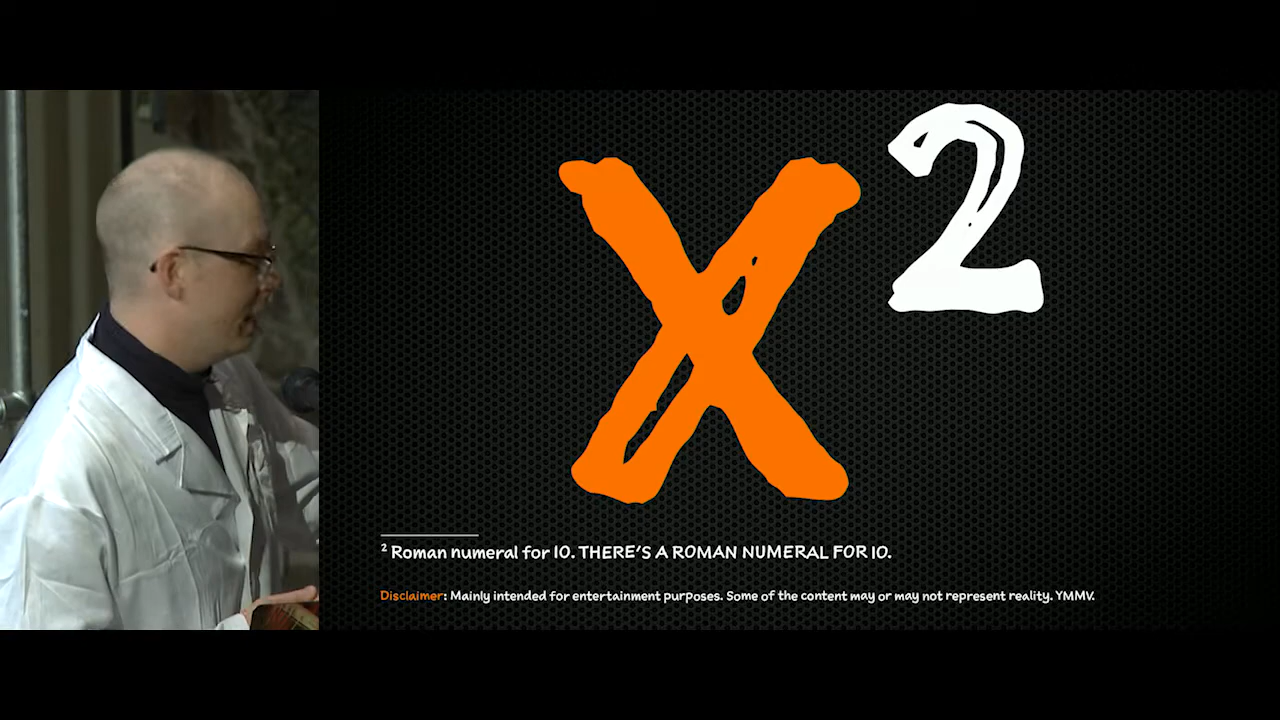 X²
² Roman numeral for 10. THERE'S A ROMAN NUMERAL FOR 10.
Disclaimer: Mainly intended for entertainment purposes. Some of the content may or may not represent reality. YMMV.